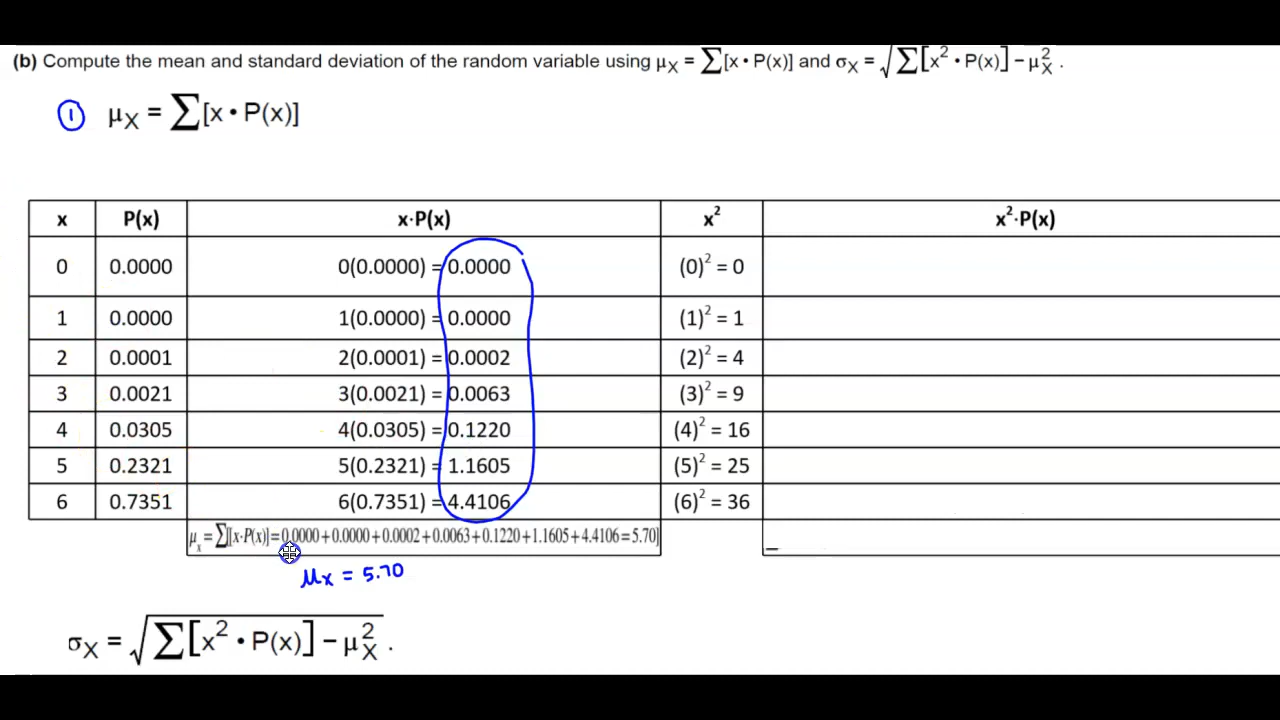 (b) Compute the mean and standard deviation of the random variable using μX = ∑[x • P(x)] and σX = √∑[x² • P(x)] − μX² .
① μX = ∑[x • P(x)]
x P(x) x·P(x) x² x²·P(x)
0 0.0000 0(0.0000) = 0.0000 (0)² = 0
1 0.0000 1(0.0000) = 0.0000 (1)² = 1
2 0.0001 2(0.0001) = 0.0002 (2)² = 4
3 0.0021 3(0.0021) = 0.0063 (3)² = 9
4 0.0305 4(0.0305) = 0.1220 (4)² = 16
5 0.2321 5(0.2321) = 1.1605 (5)² = 25
6 0.7351 6(0.7351) = 4.4106 (6)² = 36
μx = ∑[[x·P(x)]=0.0000+0.0000+0.0002+0.0063+0.1220+1.1605+4.4106=5.70] _
μx = 5.70
σX = √∑[x² • P(x)] − μX² .